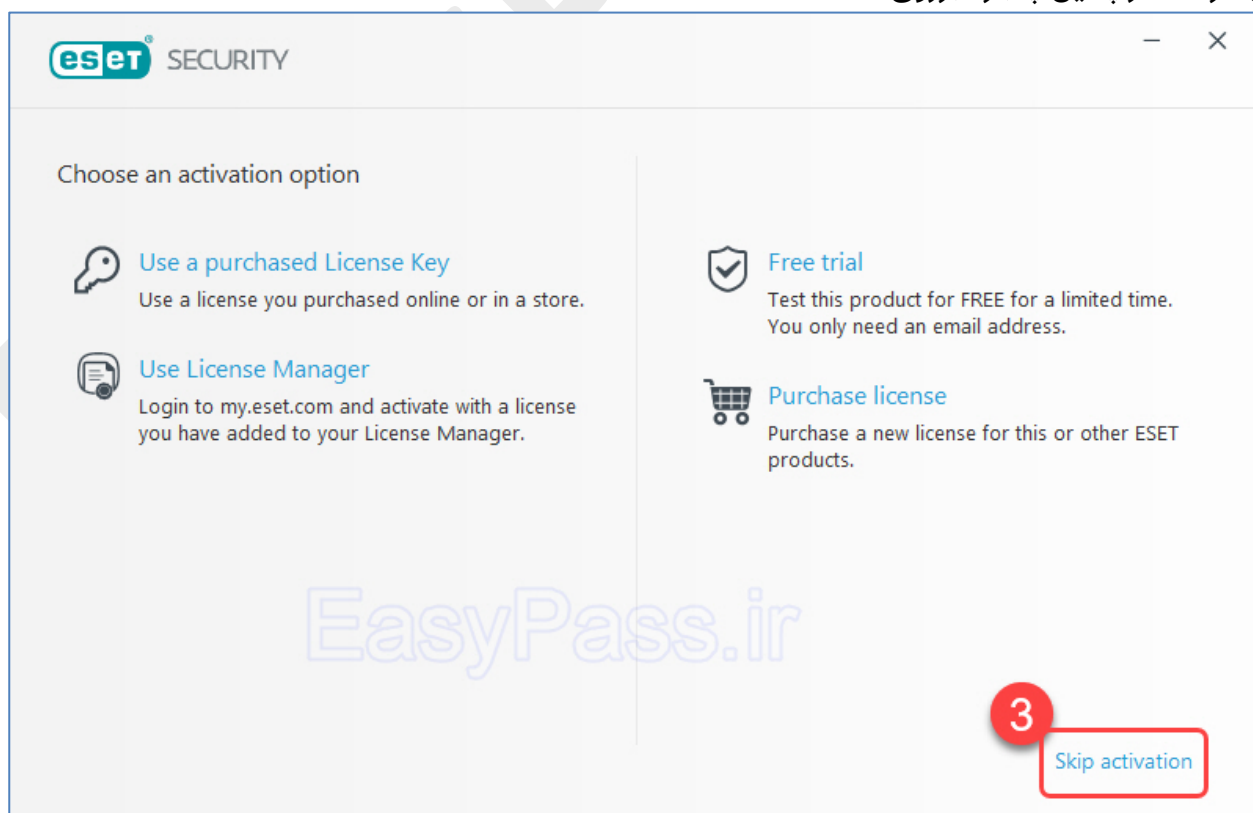 eset SECURITY
Choose an activation option
Use a purchased License Key
Use a license you purchased online or in a store.
Use License Manager
Login to my.eset.com and activate with a license
you have added to your License Manager.
Free trial
Test this product for FREE for a limited time.
You only need an email address.
Purchase license
Purchase a new license for this or other ESET
products.
EasyPass.ir
3
Skip activation